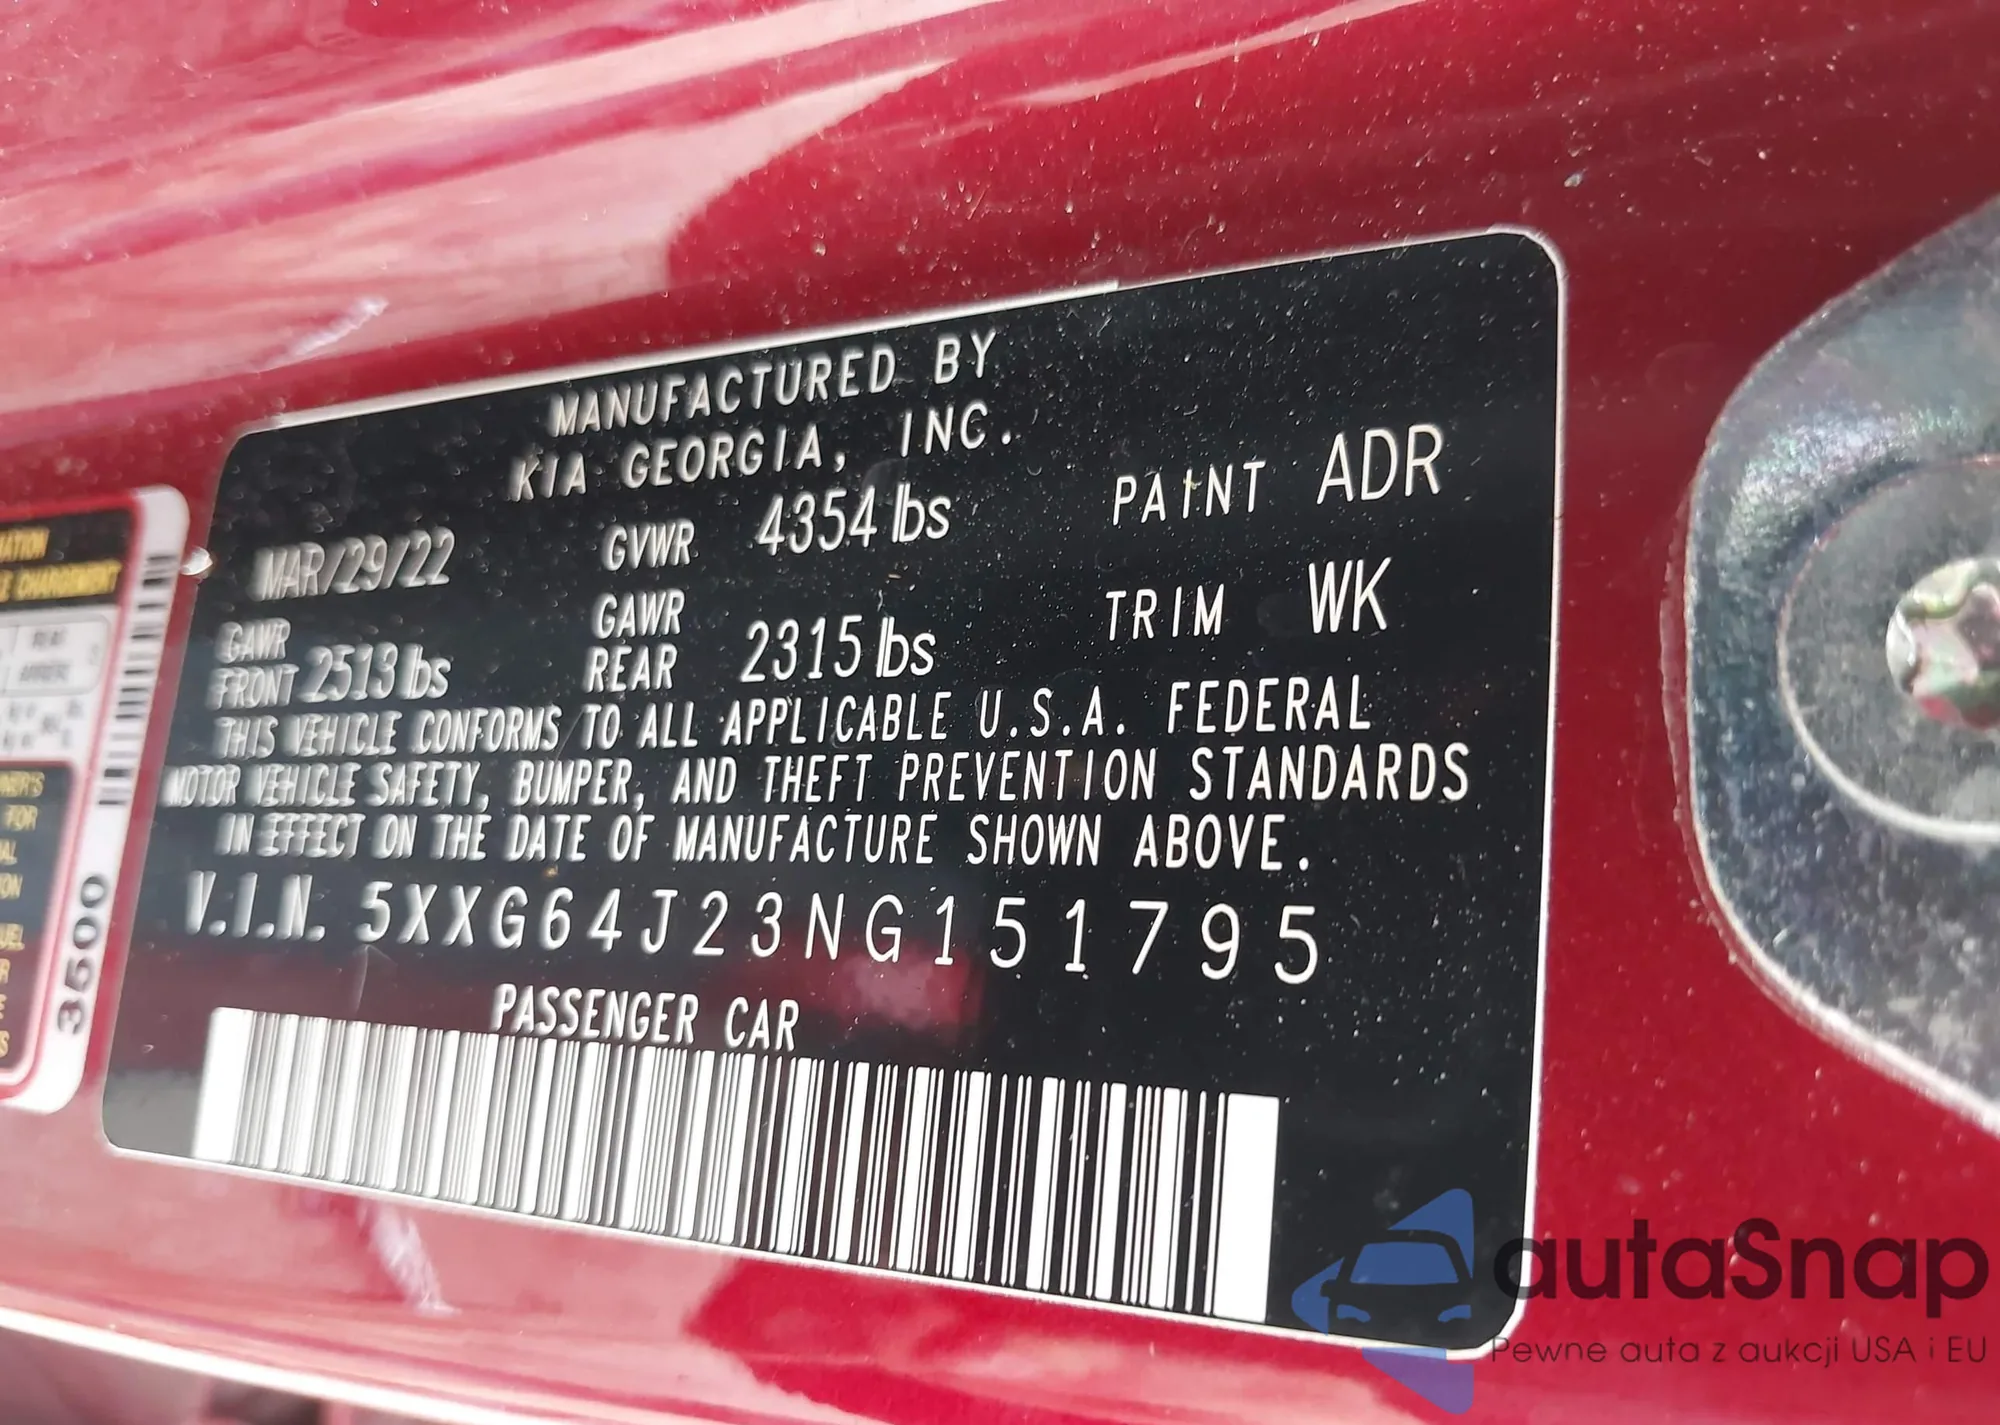 MANUFACTURED BY
KIA GEORGIA, INC.
MAR/29/22 GVWR 4354 lbs PAINT ADR
GAWR FRONT 2513 lbs GAWR REAR 2315 lbs TRIM WK
THIS VEHICLE CONFORMS TO ALL APPLICABLE U.S.A. FEDERAL
MOTOR VEHICLE SAFETY, BUMPER, AND THEFT PREVENTION STANDARDS
IN EFFECT ON THE DATE OF MANUFACTURE SHOWN ABOVE.
V.I.N. 5XXG64J23NG151795
PASSENGER CAR
3500
FOR
autaSnap
Pewne auta z aukcji USA i EU